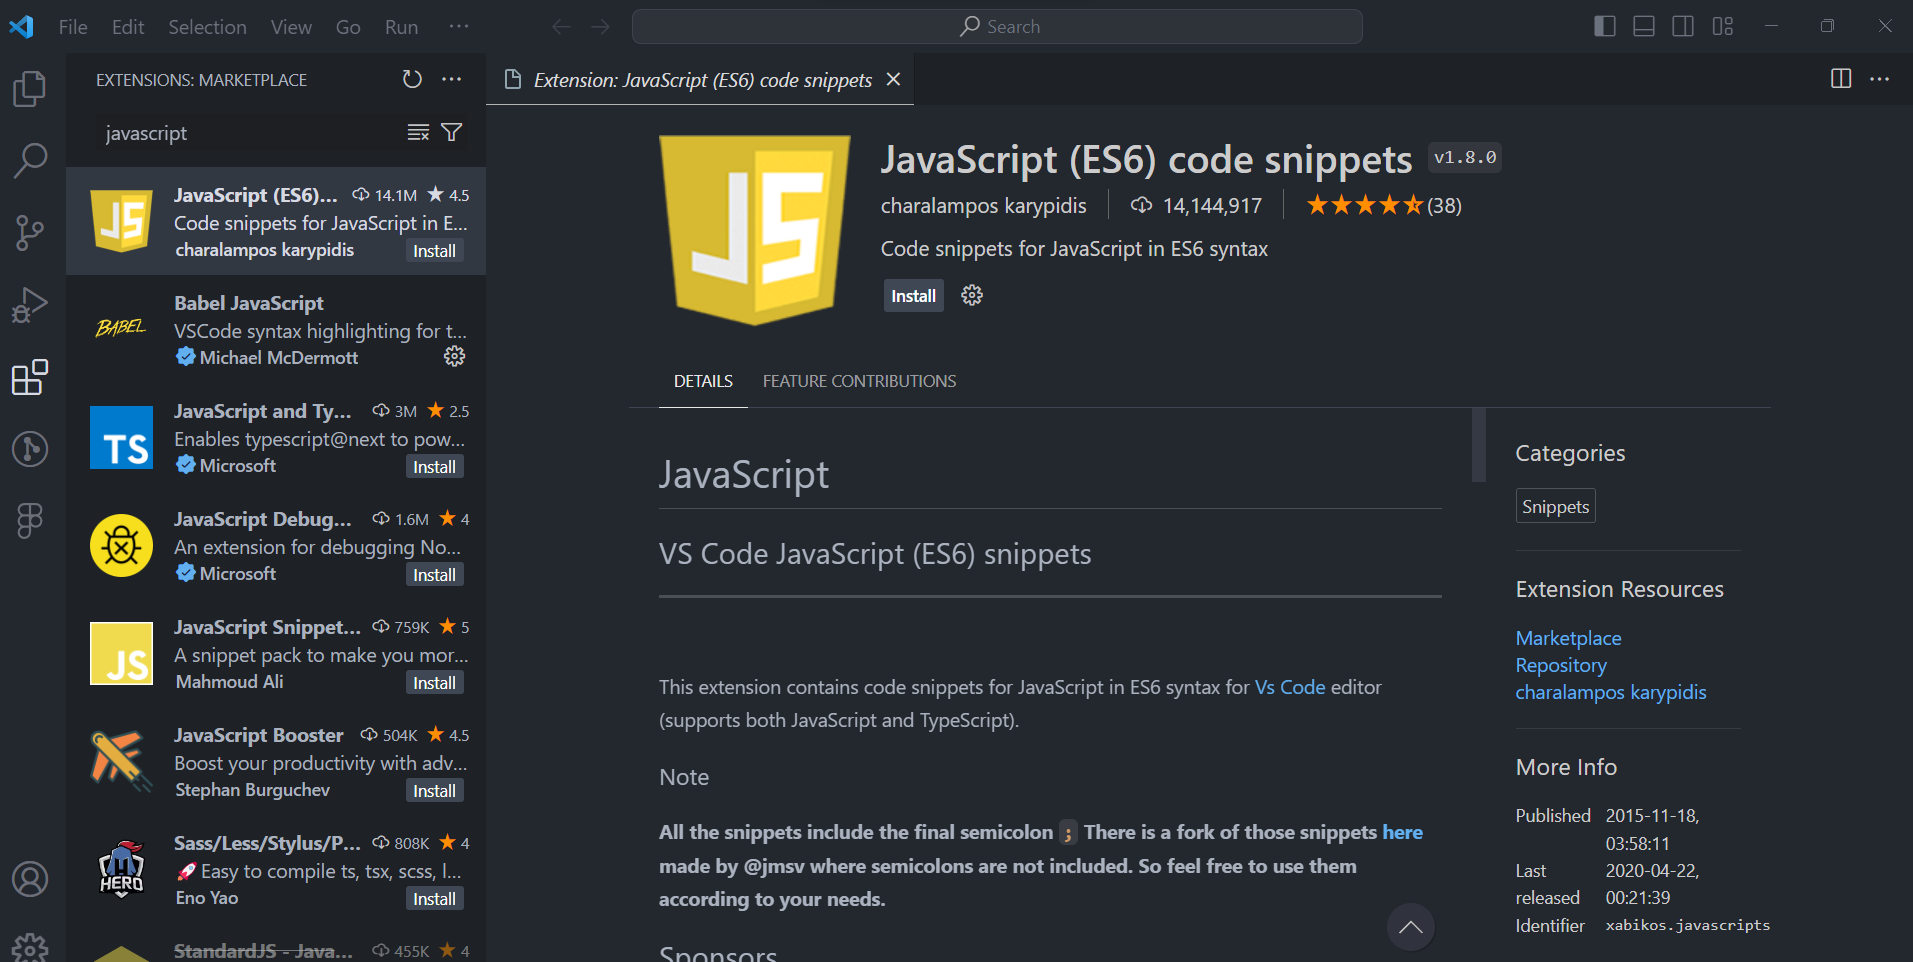 File Edit Selection View Go Run ···
Search
EXTENSIONS: MARKETPLACE
javascript
JavaScript (ES6)... 14.1M ★ 4.5
Code snippets for JavaScript in E...
charalampos karypidis Install
BABEL
Babel JavaScript
VSCode syntax highlighting for t...
Michael McDermott
TS
JavaScript and Ty... 3M ★ 2.5
Enables typescript@next to pow...
Microsoft Install
JavaScript Debug... 1.6M ★ 4
An extension for debugging No...
Microsoft Install
JS
JavaScript Snippet... 759K ★ 5
A snippet pack to make you mor...
Mahmoud Ali Install
JavaScript Booster 504K ★ 4.5
Boost your productivity with adv...
Stephan Burguchev Install
HERO
Sass/Less/Stylus/P... 808K ★ 4
🚀Easy to compile ts, tsx, scss, l...
Eno Yao Install
StandardJS - Java... 455K ★ 4
Extension: JavaScript (ES6) code snippets
JS
JavaScript (ES6) code snippets v1.8.0
charalampos karypidis 14,144,917 (38)
Code snippets for JavaScript in ES6 syntax
Install
DETAILS FEATURE CONTRIBUTIONS
JavaScript
VS Code JavaScript (ES6) snippets
This extension contains code snippets for JavaScript in ES6 syntax for Vs Code editor
(supports both JavaScript and TypeScript).
Note
All the snippets include the final semicolon ; There is a fork of those snippets here
made by @jmsv where semicolons are not included. So feel free to use them
according to your needs.
Sponsors
Categories
Snippets
Extension Resources
Marketplace
Repository
charalampos karypidis
More Info
Published 2015-11-18,
03:58:11
Last 2020-04-22,
released 00:21:39
Identifier xabikos.javascripts